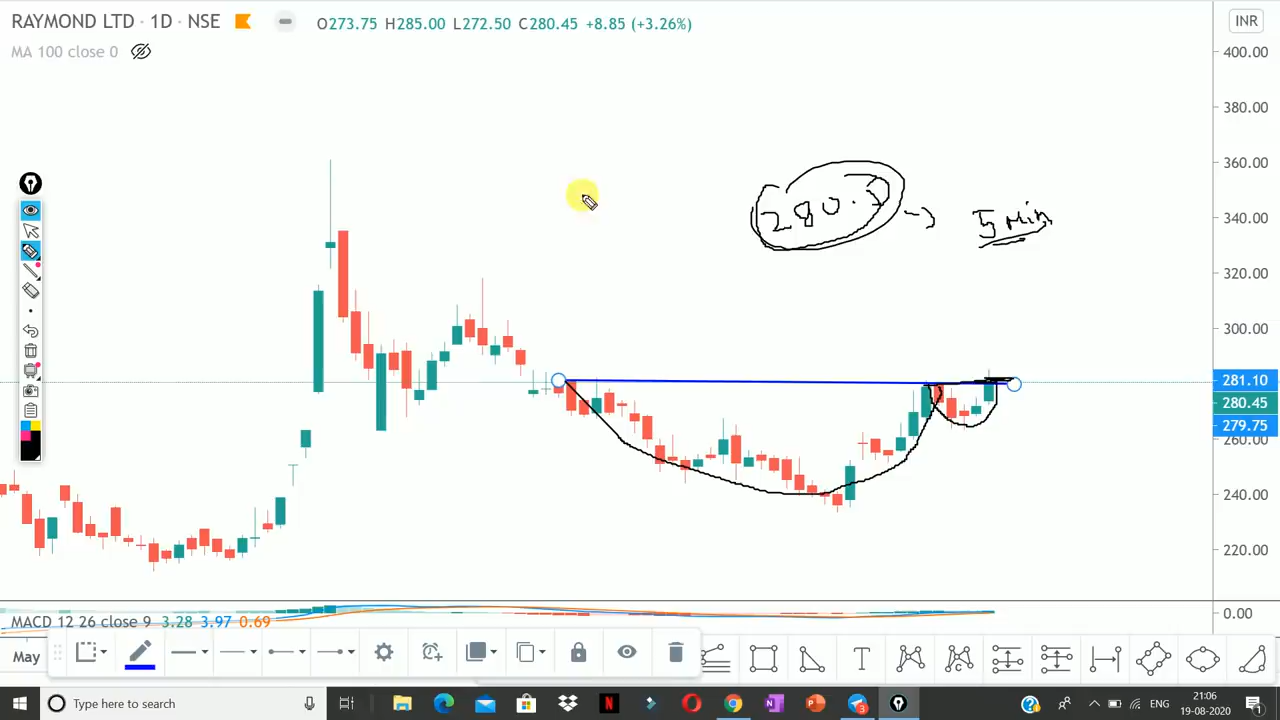 RAYMOND LTD · 1D · NSE O273.75 H285.00 L272.50 C280.45 +8.85 (+3.26%) INR
MA 100 close 0
400.00
380.00
360.00
340.00
320.00
300.00
281.10
280.45
279.75
260.00
240.00
220.00
5 Min
0.00
MACD 12 26 close 9 3.28 3.97 0.69
May
T
Type here to search
ENG
21:06
19-08-2020